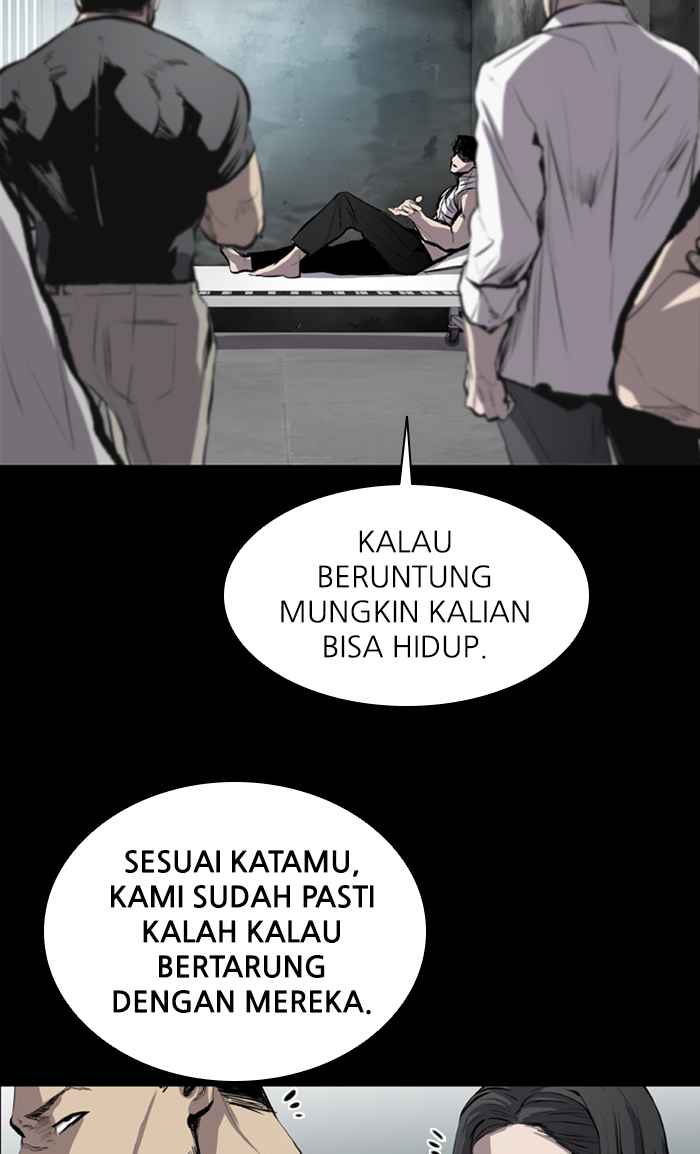 KALAU
BERUNTUNG
MUNGKIN KALIAN
BISA HIDUP.
SESUAI KATAMU,
KAMI SUDAH PASTI
KALAH KALAU
BERTARUNG
DENGAN MEREKA.